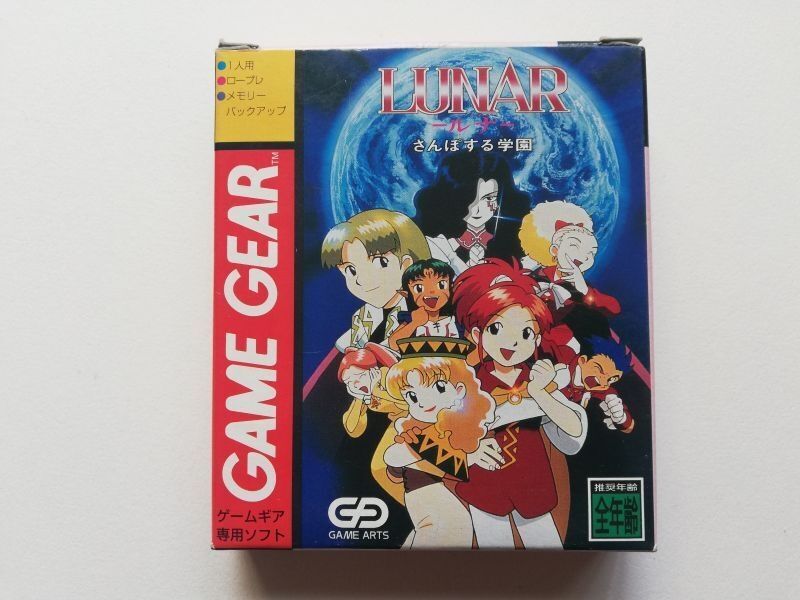 1人用
ロープレ
メモリー
バックアップ
GAME GEAR™
ゲームギア
専用ソフト
LUNAR
ールナー
さんぽする学園
GAME ARTS
推奨年齢
全年齢